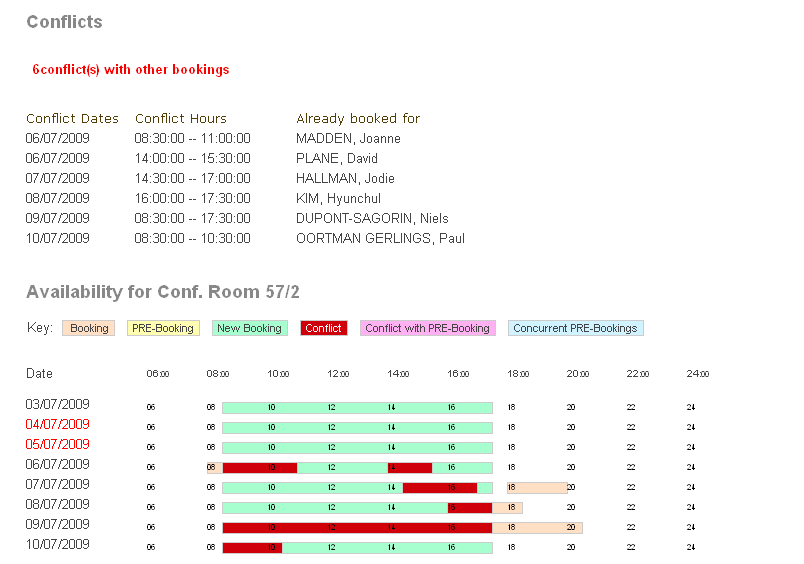 Conflicts
6conflict(s) with other bookings
Conflict Dates Conflict Hours Already booked for
06/07/2009 08:30:00 -- 11:00:00 MADDEN, Joanne
06/07/2009 14:00:00 -- 15:30:00 PLANE, David
07/07/2009 14:30:00 -- 17:00:00 HALLMAN, Jodie
08/07/2009 16:00:00 -- 17:30:00 KIM, Hyunchul
09/07/2009 08:30:00 -- 17:30:00 DUPONT-SAGORIN, Niels
10/07/2009 08:30:00 -- 10:30:00 OORTMAN GERLINGS, Paul
Availability for Conf. Room 57/2
Key: Booking PRE-Booking New Booking Conflict Conflict with PRE-Booking Concurrent PRE-Bookings
Date 06:00 08:00 10:00 12:00 14:00 16:00 18:00 20:00 22:00 24:00
03/07/2009 06 08 10 12 14 16 18 20 22 24
04/07/2009 06 08 10 12 14 16 18 20 22 24
05/07/2009 06 08 10 12 14 16 18 20 22 24
06/07/2009 06 08 10 12 14 16 18 20 22 24
07/07/2009 06 08 10 12 14 16 18 20 22 24
08/07/2009 06 08 10 12 14 16 18 20 22 24
09/07/2009 06 08 10 12 14 16 18 20 22 24
10/07/2009 06 08 10 12 14 16 18 20 22 24